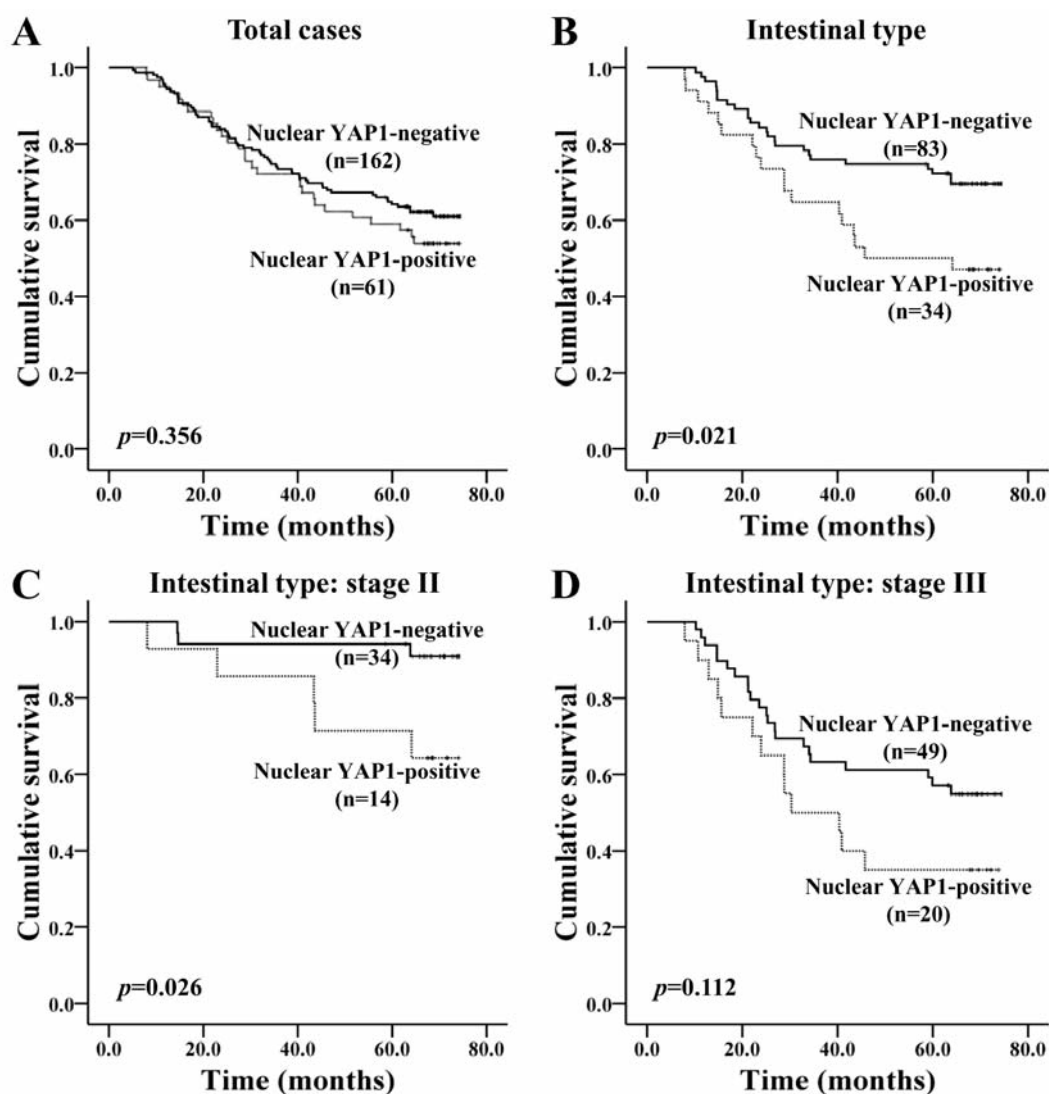 A
Total cases
1.0
0.8
0.6
0.4
0.2
0.0
Cumulative survival
Nuclear YAP1-negative
(n=162)
Nuclear YAP1-positive
(n=61)
p=0.356
0.0 20.0 40.0 60.0 80.0
Time (months)
B
Intestinal type
1.0
0.8
0.6
0.4
0.2
0.0
Cumulative survival
Nuclear YAP1-negative
(n=83)
Nuclear YAP1-positive
(n=34)
p=0.021
0.0 20.0 40.0 60.0 80.0
Time (months)
C
Intestinal type: stage II
1.0
0.8
0.6
0.4
0.2
0.0
Cumulative survival
Nuclear YAP1-negative
(n=34)
Nuclear YAP1-positive
(n=14)
p=0.026
0.0 20.0 40.0 60.0 80.0
Time (months)
D
Intestinal type: stage III
1.0
0.8
0.6
0.4
0.2
0.0
Cumulative survival
Nuclear YAP1-negative
(n=49)
Nuclear YAP1-positive
(n=20)
p=0.112
0.0 20.0 40.0 60.0 80.0
Time (months)